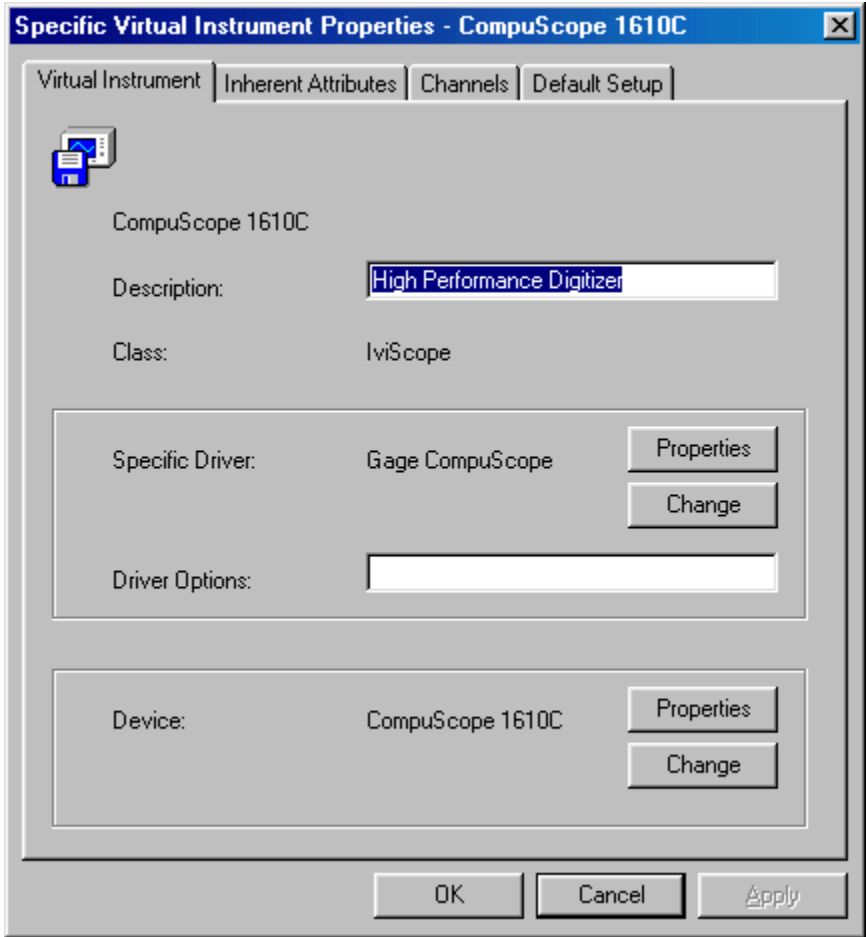 Specific Virtual Instrument Properties - CompuScope 1610C
Virtual Instrument
Inherent Attributes
Channels
Default Setup
CompuScope 1610C
Description: High Performance Digitizer
Class: IviScope
Specific Driver: Gage CompuScope Properties
Change
Driver Options:
Device: CompuScope 1610C Properties
Change
OK Cancel Apply